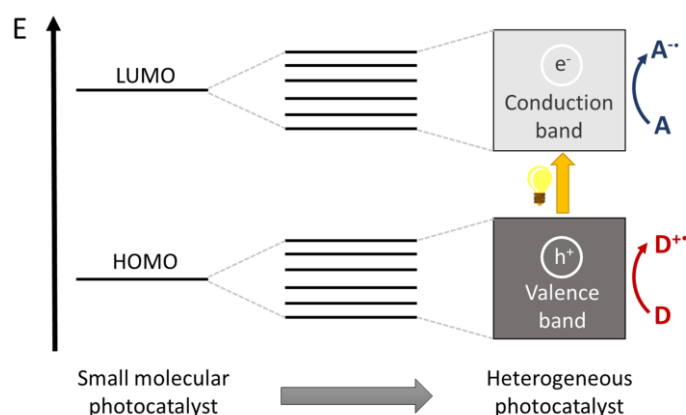 E
LUMO
HOMO
e⁻
Conduction
band
A⁻•
A
h⁺
Valence
band
D⁺•
D
Small molecular
photocatalyst
Heterogeneous
photocatalyst